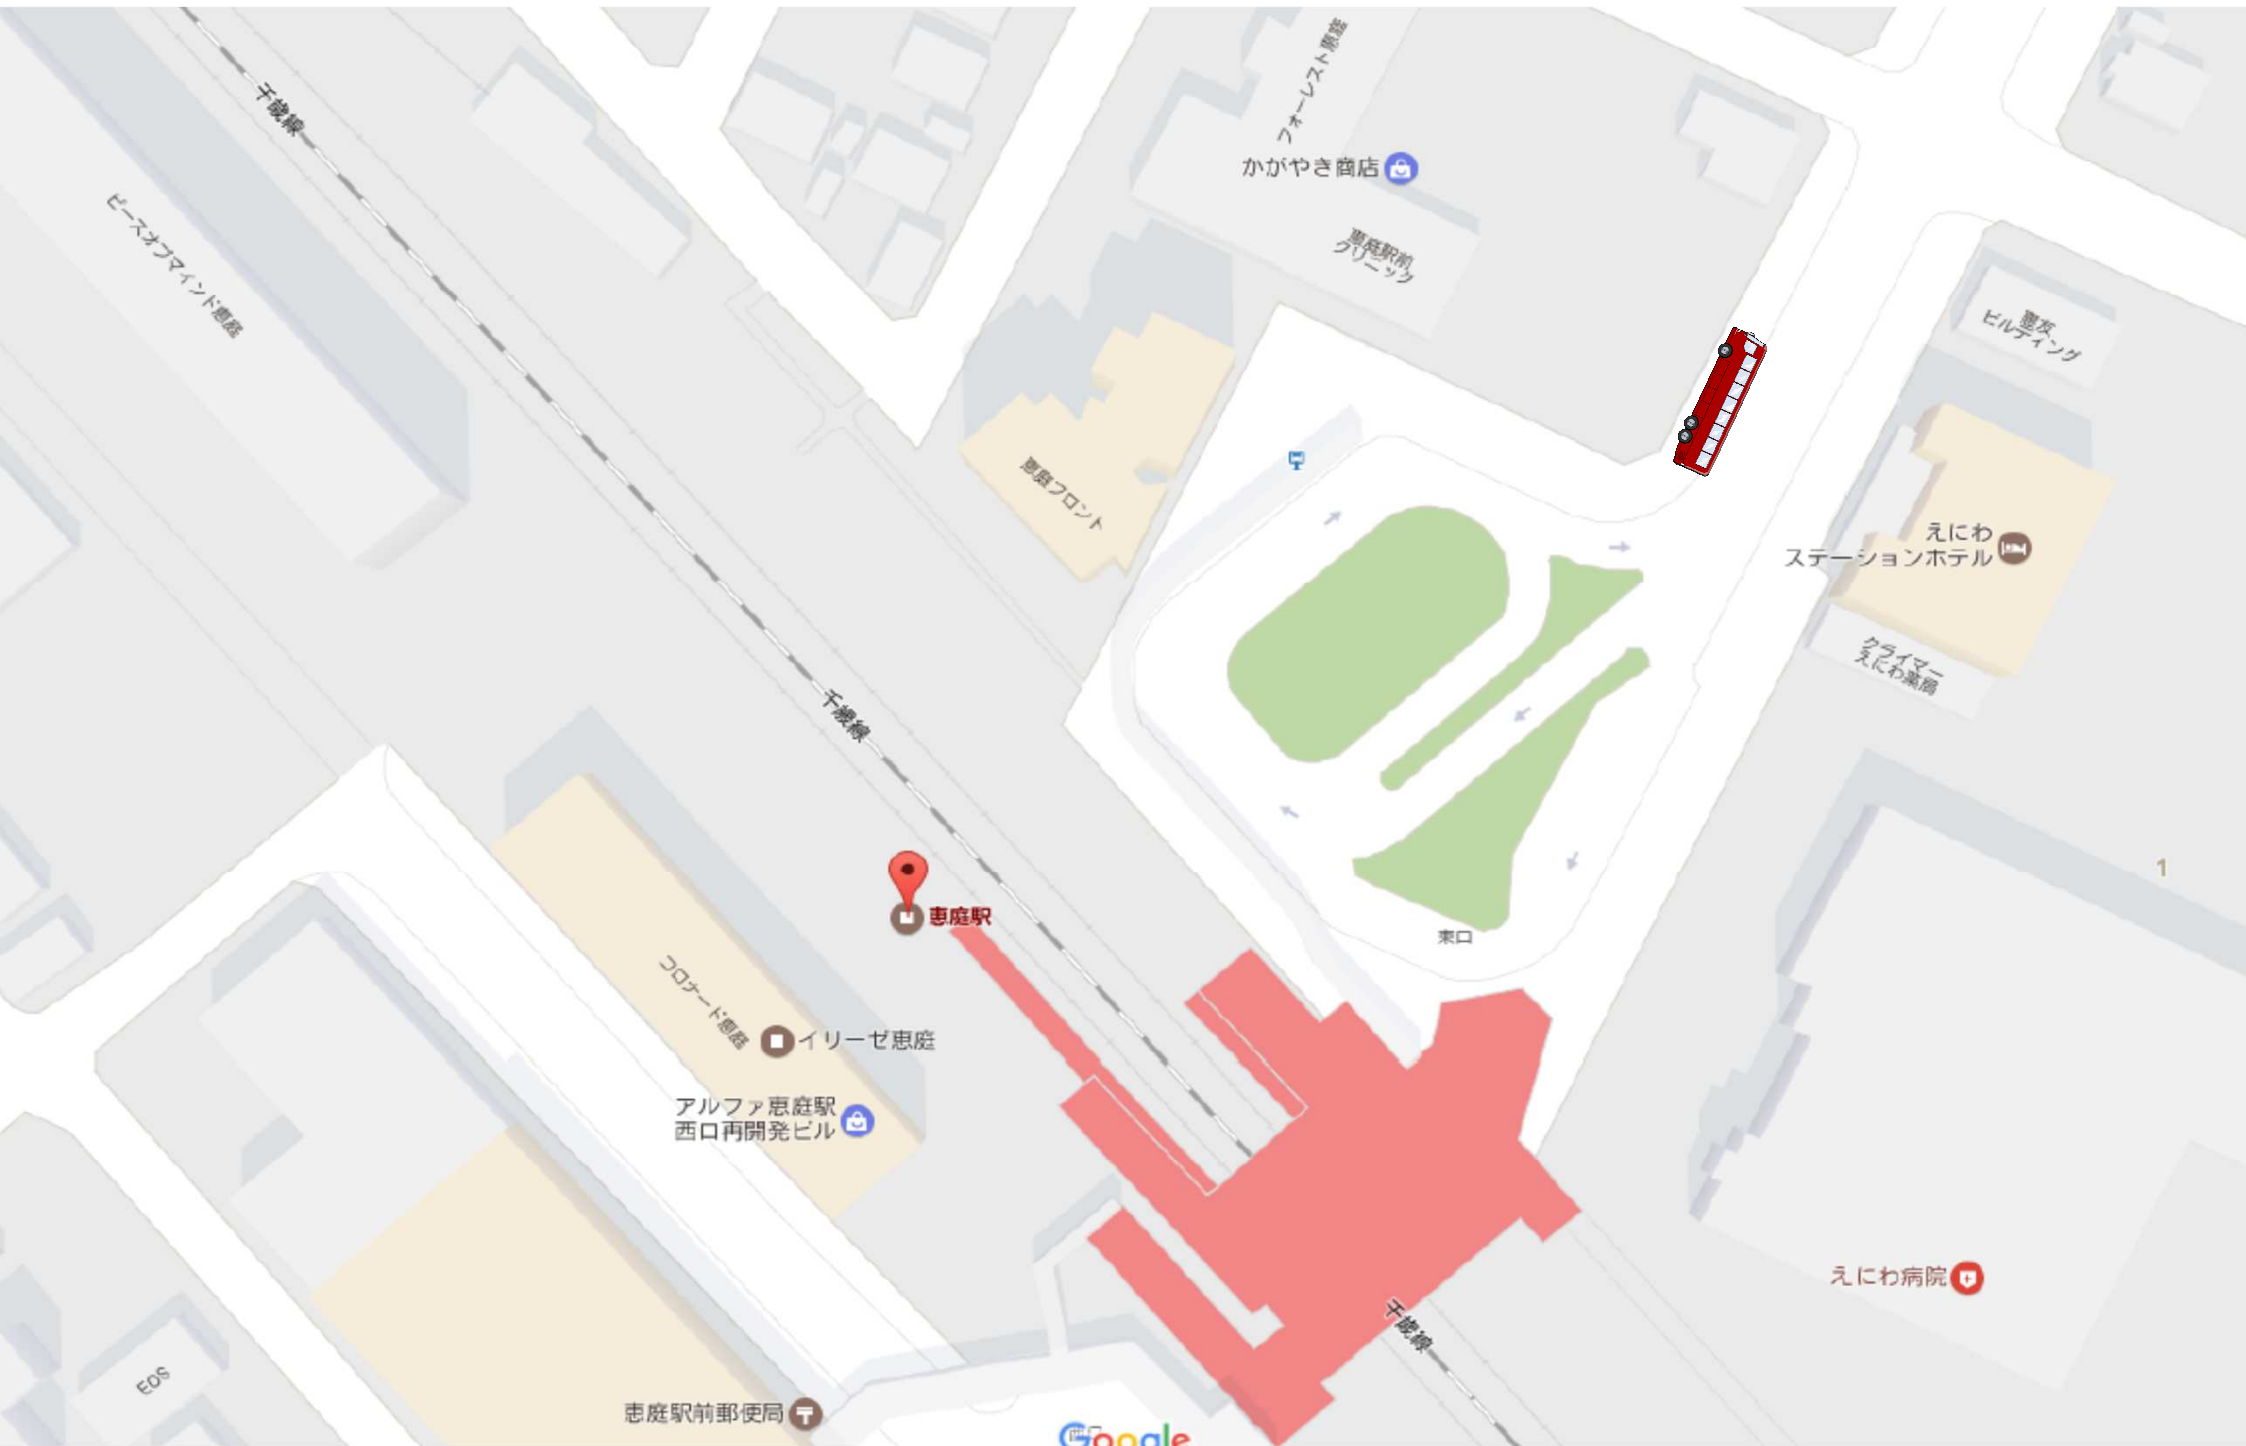 千歳線
フォーレスト恵庭
かがやき商店
恵庭駅前
クリニック
ピースオブマインド恵庭
恵友
ビルディング
恵庭フロント
えにわ
ステーションホテル
クライマー
えにわ薬局
千歳線
1
恵庭駅
東口
コロナード恵庭
イリーゼ恵庭
アルファ恵庭駅
西口再開発ビル
えにわ病院
千歳線
EOS
恵庭駅前郵便局
Google